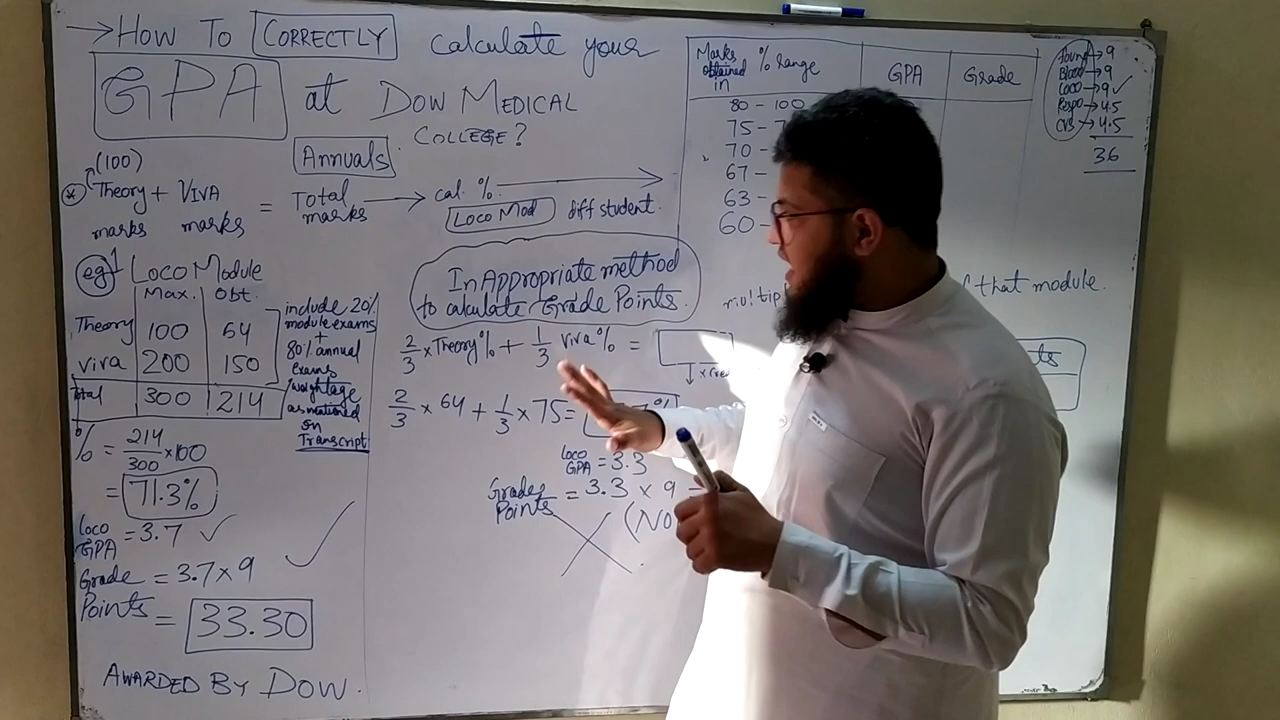 → HOW TO CORRECTLY calculate your
GPA at DOW MEDICAL
COLLEGE?
Annuals
(100)
* Theory + VIVA = Total → cal. % →
marks marks marks
Loco Mod diff student.
eg 1 LOCO MODULE
Max. Obt.
Theory 100 64
viva 200 150
Total 300 214
include 20%
module exams
+
80% annual
exams
weightage
as mentioned
on
Transcript
% = 214/300 × 100
= 71.3%
Loco GPA = 3.7 ✓
Grade Points = 3.7 × 9
= 33.30
AWARDED BY DOW.
In Appropriate method
to calculate Grade Points.
2/3 × Theory % + 1/3 viva % =
2/3 × 64 + 1/3 × 75 =
Loco GPA = 3.3
Grades Points = 3.3 × 9
Marks obtained in % range GPA Grade
80 - 100
75 -
70 -
67 -
63 -
60 -
that module.
→ 9
Blood → 9
Loco → 9 ✓
Respo → 4.5
CVS → 4.5
36